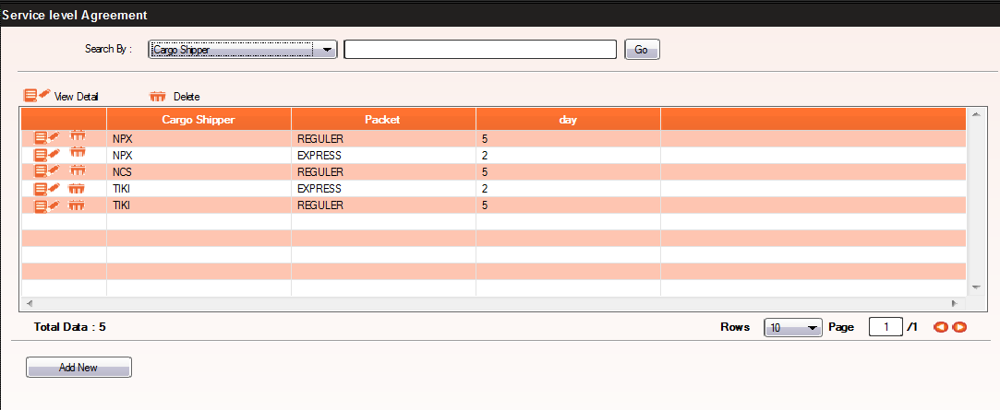 Service level Agreement
Search By : Cargo Shipper Go
View Detail Delete
Cargo Shipper Packet day
NPX REGULER 5
NPX EXPRESS 2
NCS REGULER 5
TIKI EXPRESS 2
TIKI REGULER 5
Total Data : 5 Rows 10 Page 1 /1
Add New